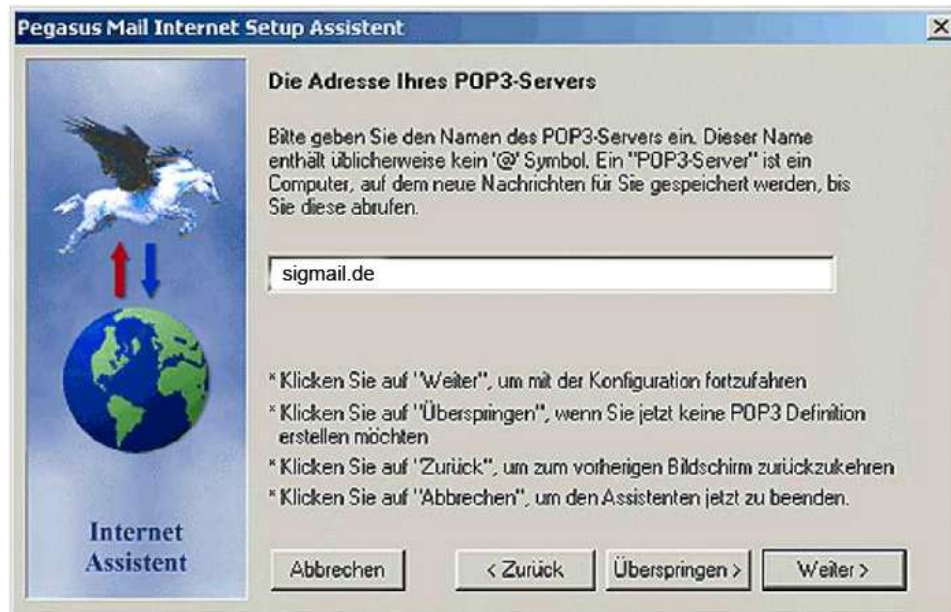 Pegasus Mail Internet Setup Assistent
Die Adresse Ihres POP3-Servers
Bitte geben Sie den Namen des POP3-Servers ein. Dieser Name
enthält üblicherweise kein '@' Symbol. Ein "POP3-Server" ist ein
Computer, auf dem neue Nachrichten für Sie gespeichert werden, bis
Sie diese abrufen.
sigmail.de
* Klicken Sie auf "Weiter", um mit der Konfiguration fortzufahren
* Klicken Sie auf "Überspringen", wenn Sie jetzt keine POP3 Definition
erstellen möchten
* Klicken Sie auf "Zurück", um zum vorherigen Bildschirm zurückzukehren
* Klicken Sie auf "Abbrechen", um den Assistenten jetzt zu beenden.
Internet
Assistent
Abbrechen
< Zurück
Überspringen >
Weiter >